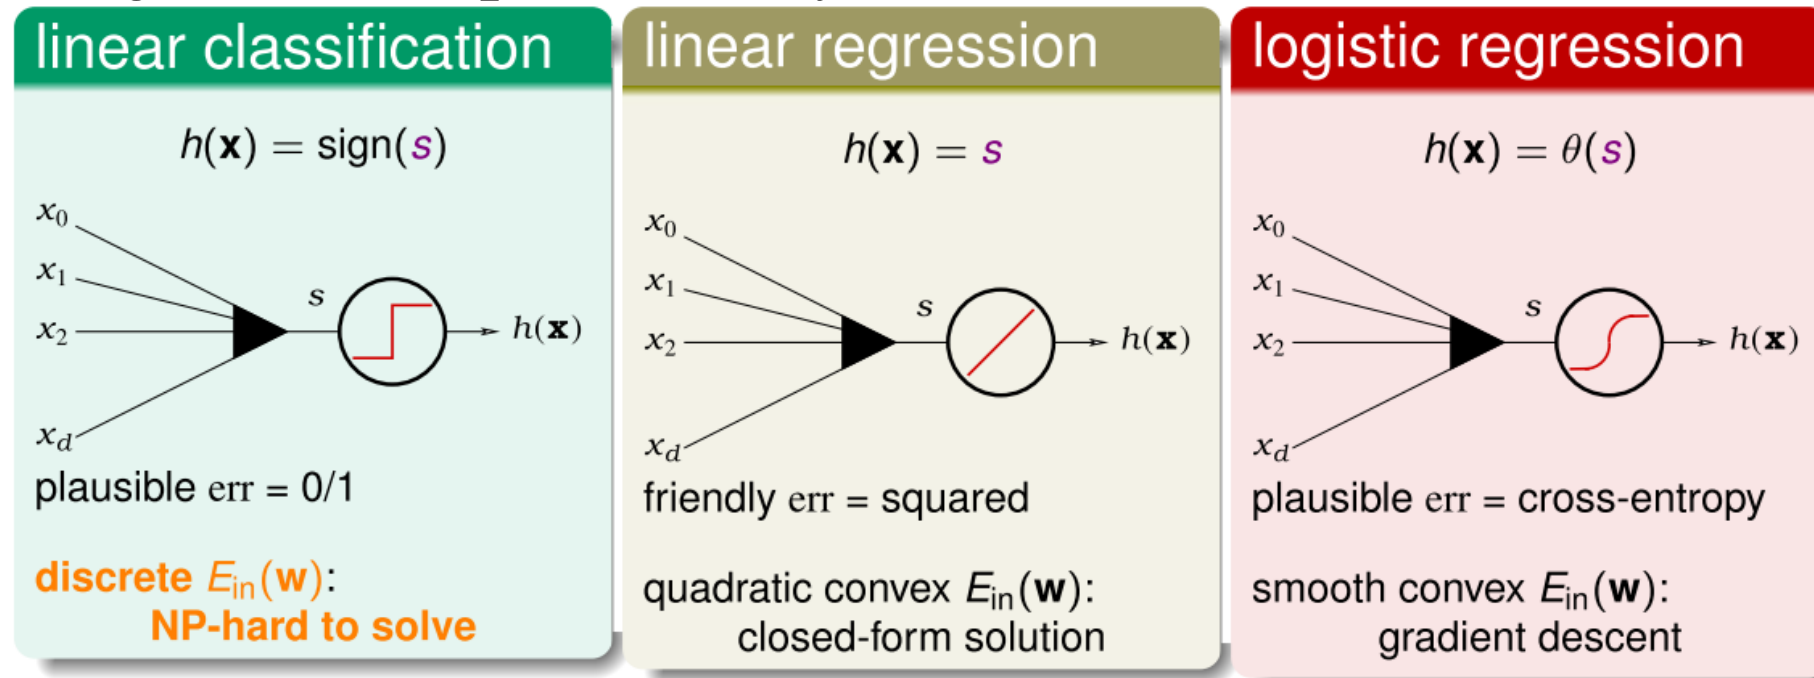 linear classification
h(x) = sign(s)
x0
x1
x2
xd
s
h(x)
plausible err = 0/1
discrete Ein(w):
NP-hard to solve
linear regression
h(x) = s
x0
x1
x2
xd
s
h(x)
friendly err = squared
quadratic convex Ein(w):
closed-form solution
logistic regression
h(x) = θ(s)
x0
x1
x2
xd
s
h(x)
plausible err = cross-entropy
smooth convex Ein(w):
gradient descent